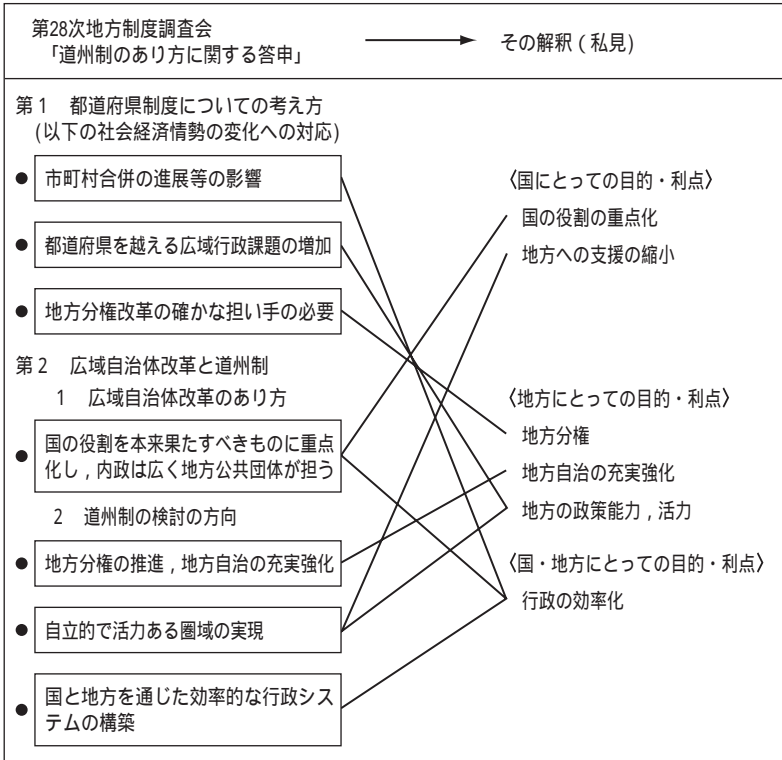 第28次地方制度調査会
「道州制のあり方に関する答申」
その解釈(私見)
第1 都道府県制度についての考え方
(以下の社会経済情勢の変化への対応)
● 市町村合併の進展等の影響
● 都道府県を越える広域行政課題の増加
● 地方分権改革の確かな担い手の必要
第2 広域自治体改革と道州制
1 広域自治体改革のあり方
● 国の役割を本来果たすべきものに重点
化し,内政は広く地方公共団体が担う
2 道州制の検討の方向
● 地方分権の推進,地方自治の充実強化
● 自立的で活力ある圏域の実現
● 国と地方を通じた効率的な行政シス
テムの構築
〈国にとっての目的・利点〉
国の役割の重点化
地方への支援の縮小
〈地方にとっての目的・利点〉
地方分権
地方自治の充実強化
地方の政策能力,活力
〈国・地方にとっての目的・利点〉
行政の効率化